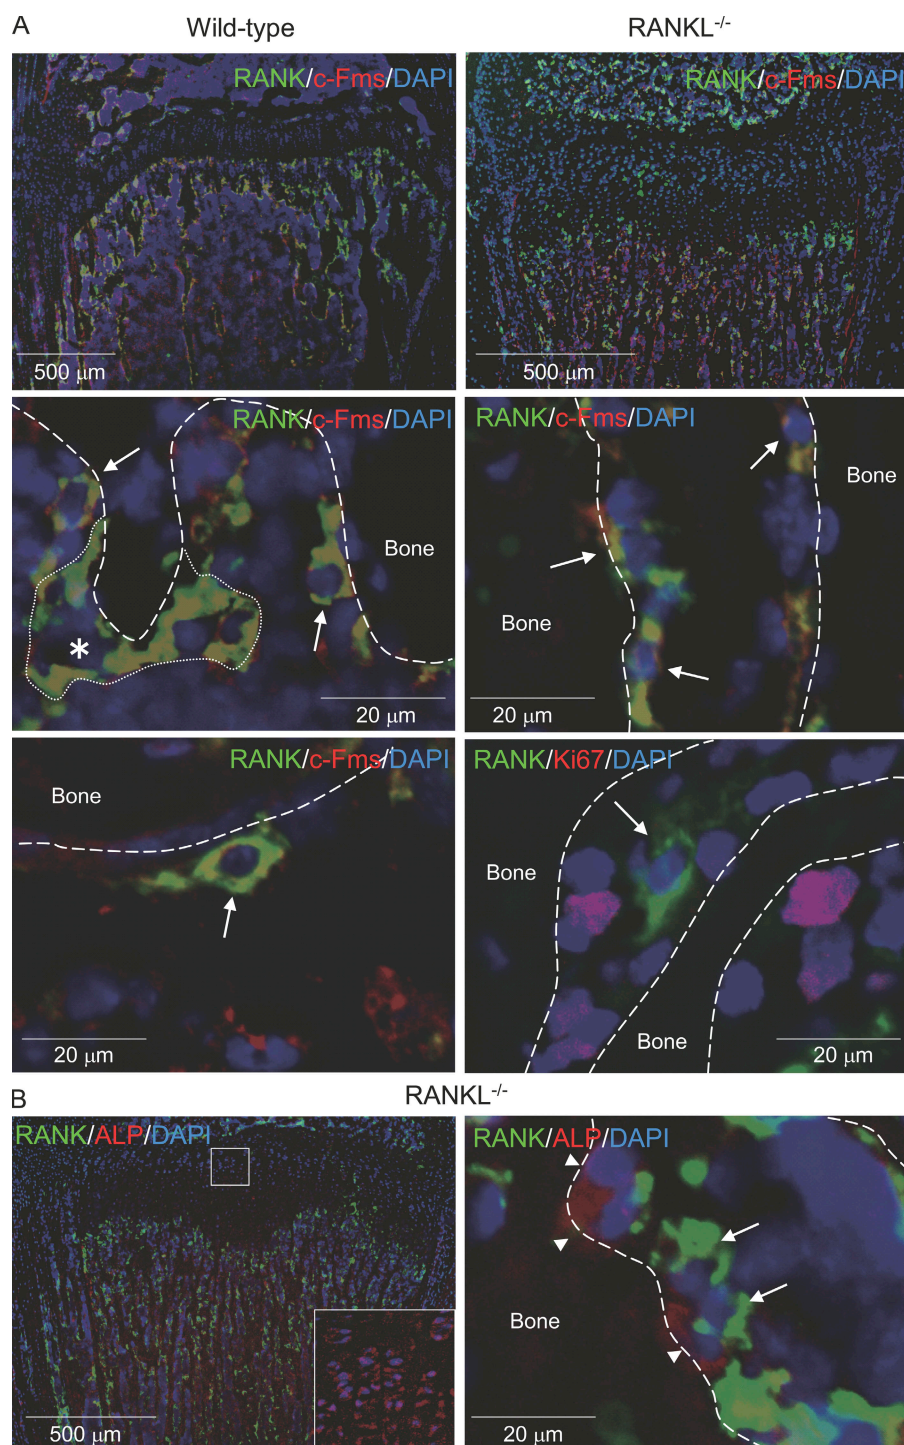 A
Wild-type
RANKL-/-
RANK/c-Fms/DAPI
500 µm
RANK/c-Fms/DAPI
500 µm
RANK/c-Fms/DAPI
Bone
*
20 µm
RANK/c-Fms/DAPI
Bone
Bone
20 µm
RANK/c-Fms/DAPI
Bone
20 µm
RANK/Ki67/DAPI
Bone
Bone
20 µm
B
RANKL-/-
RANK/ALP/DAPI
500 µm
RANK/ALP/DAPI
Bone
20 µm